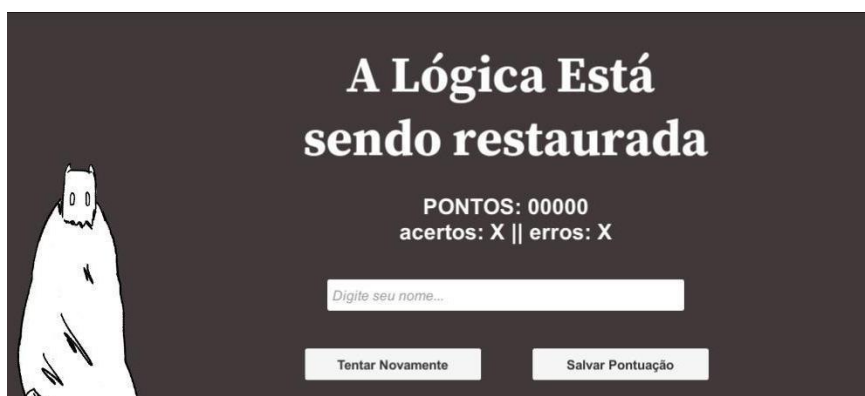 A Lógica Está
sendo restaurada
PONTOS: 00000
acertos: X || erros: X
Digite seu nome...
Tentar Novamente
Salvar Pontuação